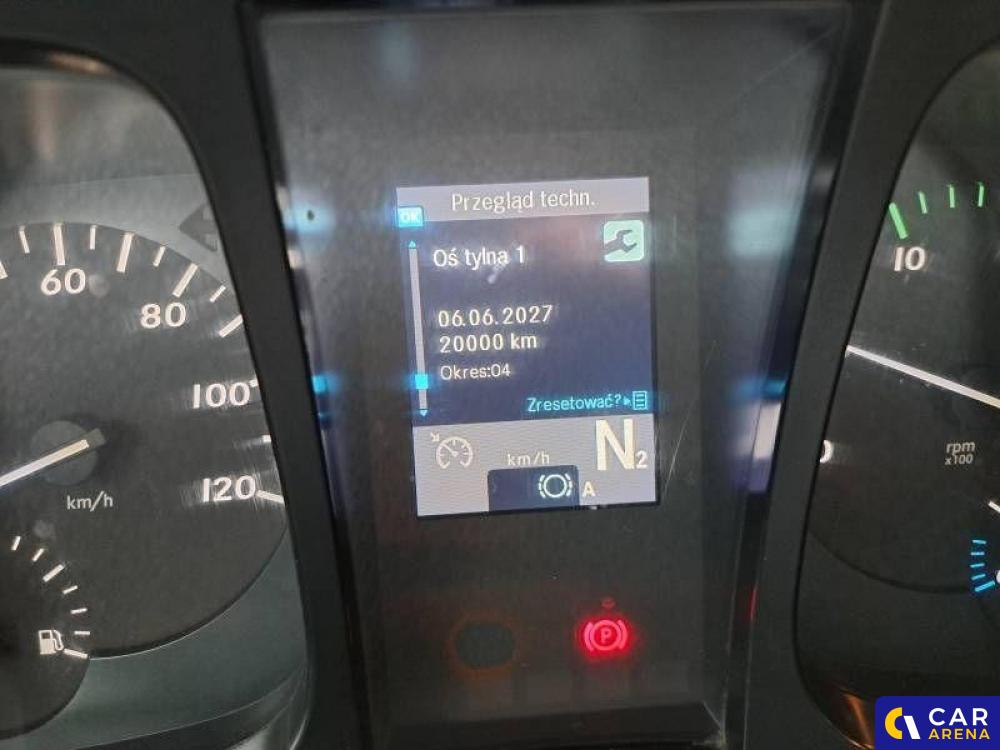 Przegląd techn.
OK
Oś tylna 1
06.06.2027
20000 km
Okres:04
Zresetować?
km/h
N2
A
60
80
100
120
km/h
10
rpm
x100
P
CAR
ARENA